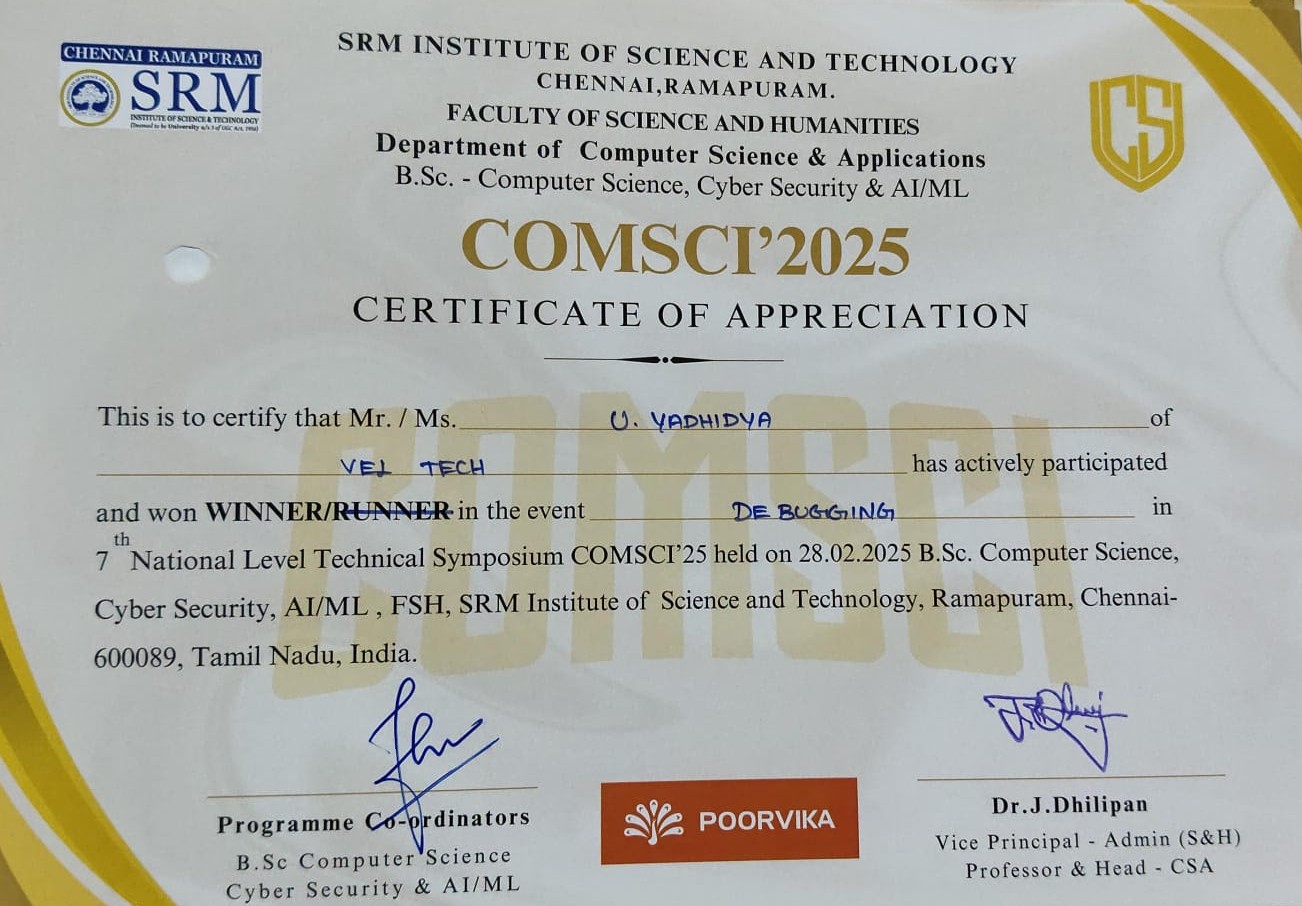 CHENNAI RAMAPURAM
SRM
INSTITUTE OF SCIENCE & TECHNOLOGY
(Deemed to be University u/s 3 of UGC Act, 1956)
SRM INSTITUTE OF SCIENCE AND TECHNOLOGY
CHENNAI,RAMAPURAM.
FACULTY OF SCIENCE AND HUMANITIES
Department of Computer Science & Applications
B.Sc. - Computer Science, Cyber Security & AI/ML
CS
COMSCI'2025
CERTIFICATE OF APPRECIATION
This is to certify that Mr. / Ms. U. YADHIDYA of
VEL TECH has actively participated
and won WINNER/RUNNER in the event DE BUGGING in
7th National Level Technical Symposium COMSCI'25 held on 28.02.2025 B.Sc. Computer Science,
Cyber Security, AI/ML , FSH, SRM Institute of Science and Technology, Ramapuram, Chennai-
600089, Tamil Nadu, India.
COMSCI
Programme Co-ordinators
B.Sc Computer Science
Cyber Security & AI/ML
POORVIKA
Dr.J.Dhilipan
Vice Principal - Admin (S&H)
Professor & Head - CSA